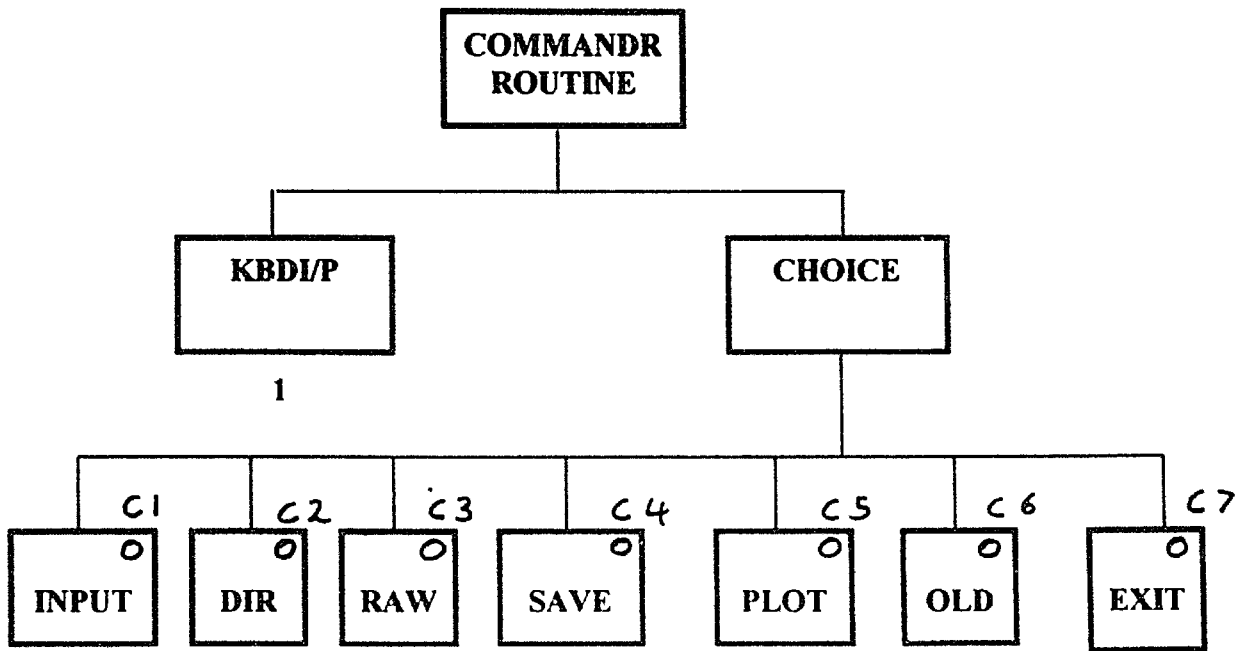 COMMANDR
ROUTINE
KBDI/P
CHOICE
1
C1 C2 C3 C4 C5 C6 C7
O O O O O O O
INPUT DIR RAW SAVE PLOT OLD EXIT